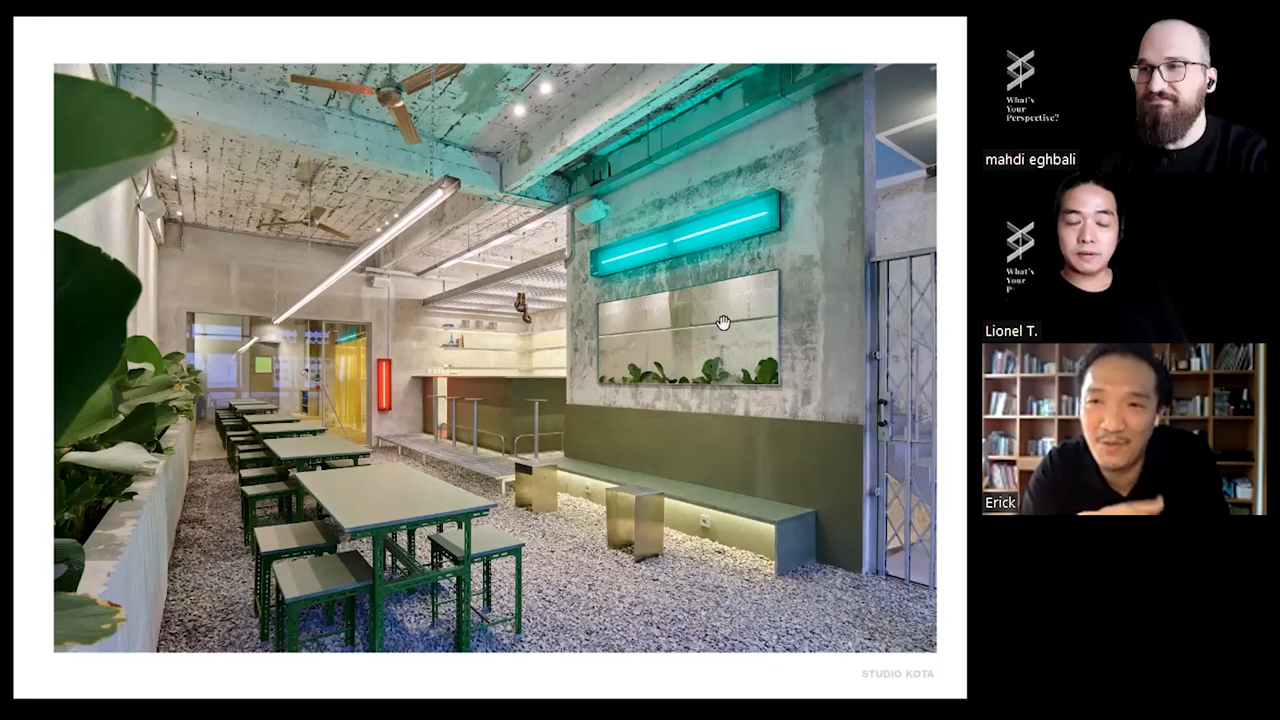 STUDIO KOTA
What's
Your
Perspective?
mahdi eghbali
What's
Your
P
Lionel T.
Erick